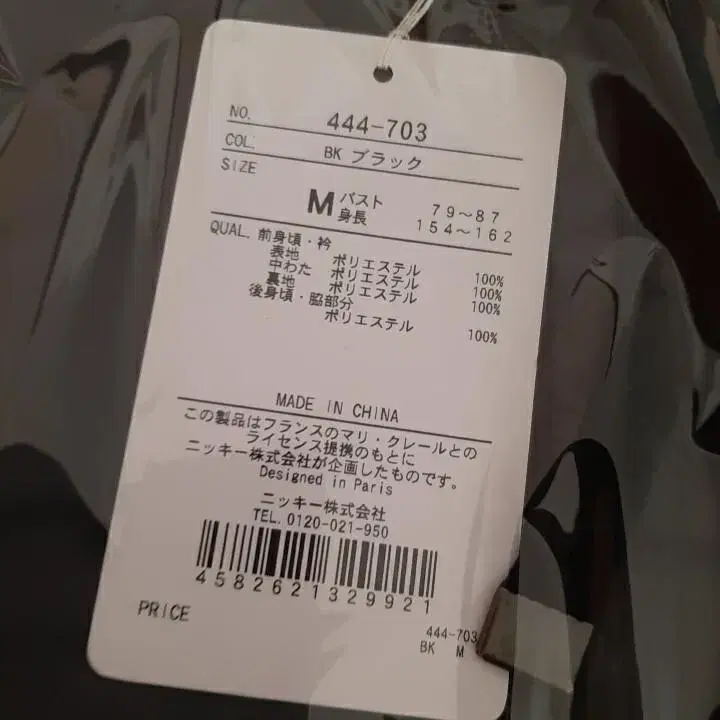 NO. 444-703
COL. BK ブラック
SIZE
M バスト 79～87
身長 154～162
QUAL. 前身頃・衿
表地 ポリエステル 100%
中わた ポリエステル 100%
裏地 ポリエステル 100%
後身頃・脇部分
ポリエステル 100%
MADE IN CHINA
この製品はフランスのマリ・クレールとの
ライセンス提携のもとに
ニッキー株式会社が企画したものです。
Designed in Paris
ニッキー株式会社
TEL. 0120-021-950
4582621329921
PRICE
444-703
BK M